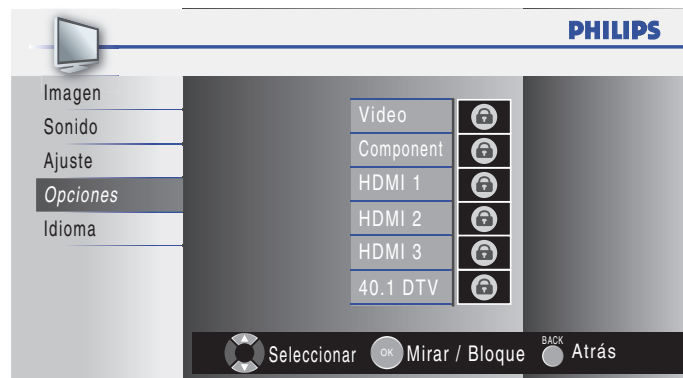 PHILIPS
Imagen
Sonido
Ajuste
Opciones
Idioma
Video
Component
HDMI 1
HDMI 2
HDMI 3
40.1 DTV
Seleccionar OK Mirar / Bloque BACK Atrás